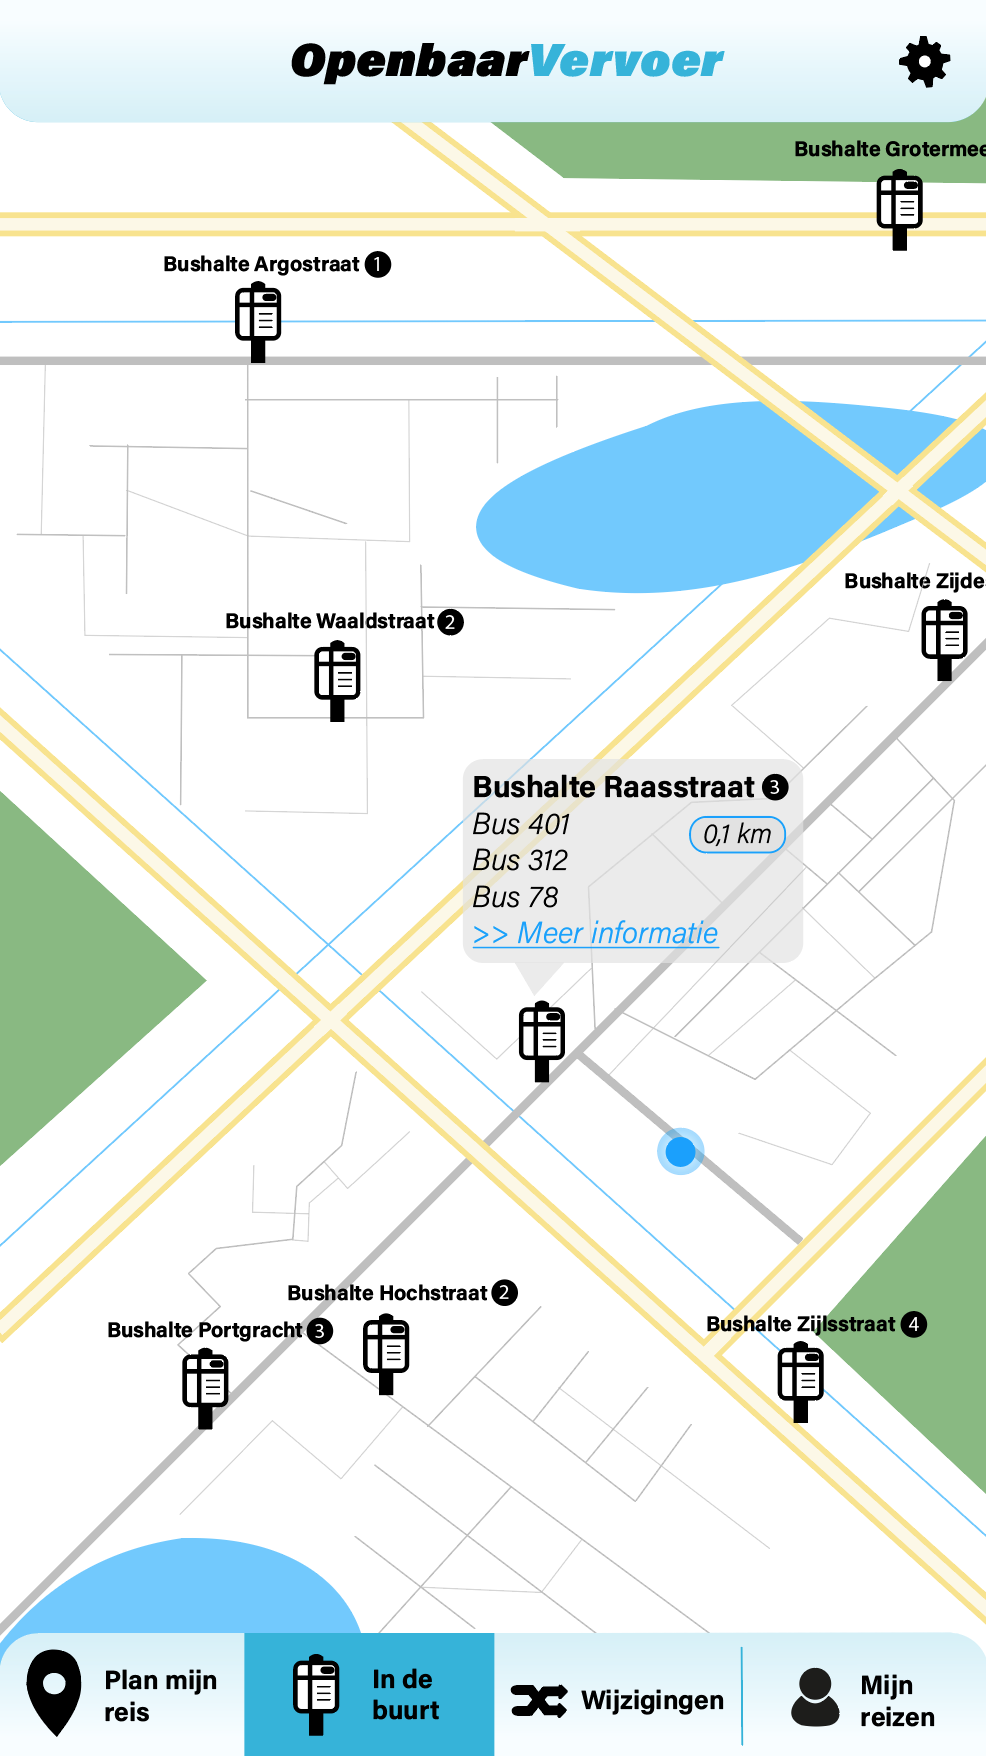 OpenbaarVervoer
Bushalte Grotermee
Bushalte Argostraat 1
Bushalte Zijde
Bushalte Waaldstraat 2
Bushalte Raasstraat 3
Bus 401
0,1 km
Bus 312
Bus 78
>> Meer informatie
Bushalte Hochstraat 2
Bushalte Portgracht 3
Bushalte Zijlsstraat 4
Plan mijn
reis
In de
buurt
Wijzigingen
Mijn
reizen